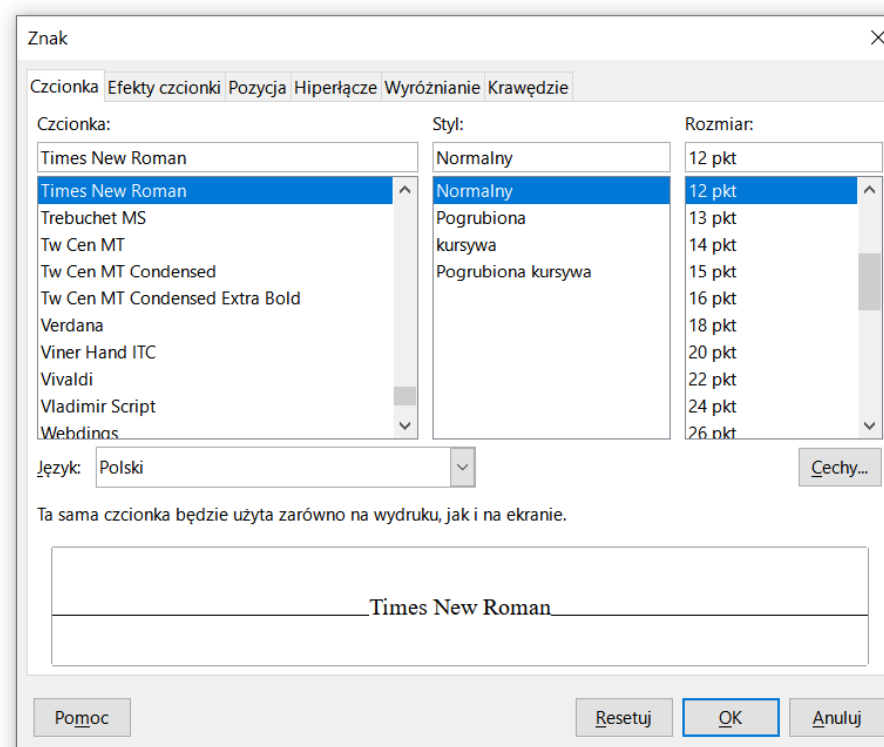 Znak
Czcionka Efekty czcionki Pozycja Hiperłącze Wyróżnianie Krawędzie
Czcionka: Styl: Rozmiar:
Times New Roman Normalny 12 pkt
Times New Roman Normalny 12 pkt
Trebuchet MS Pogrubiona 13 pkt
Tw Cen MT kursywa 14 pkt
Tw Cen MT Condensed Pogrubiona kursywa 15 pkt
Tw Cen MT Condensed Extra Bold 16 pkt
Verdana 18 pkt
Viner Hand ITC 20 pkt
Vivaldi 22 pkt
Vladimir Script 24 pkt
Webdings 26 pkt
Język: Polski Cechy...
Ta sama czcionka będzie użyta zarówno na wydruku, jak i na ekranie.
Times New Roman
Pomoc Resetuj OK Anuluj